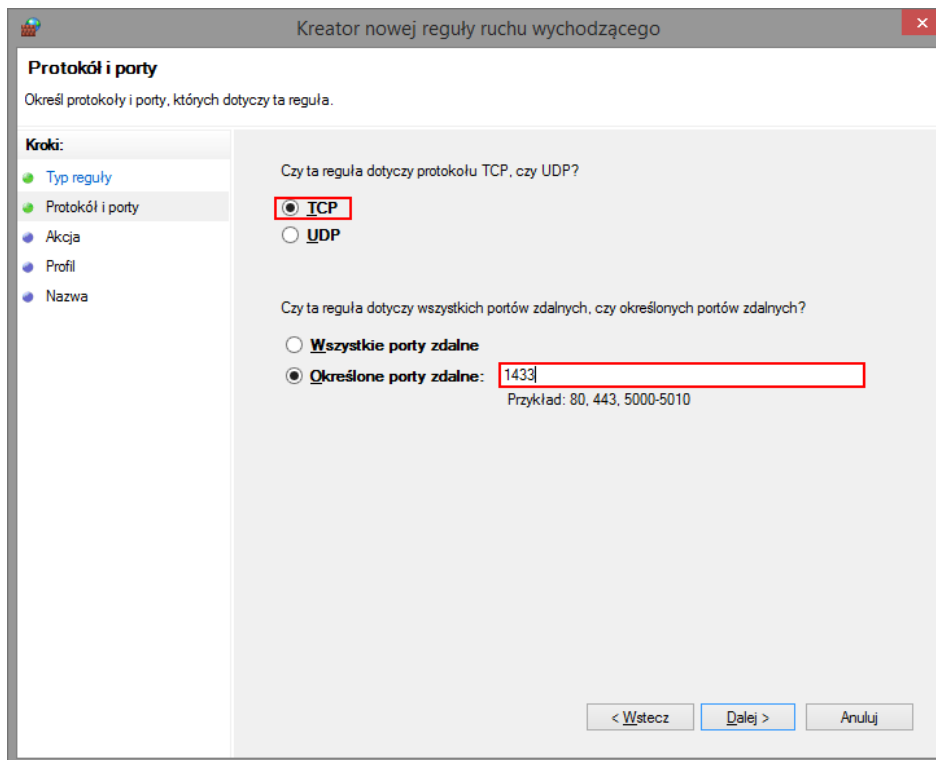 Kreator nowej reguły ruchu wychodzącego
Protokół i porty
Określ protokoły i porty, których dotyczy ta reguła.
Kroki:
Typ reguły
Protokół i porty
Akcja
Profil
Nazwa
Czy ta reguła dotyczy protokołu TCP, czy UDP?
TCP
UDP
Czy ta reguła dotyczy wszystkich portów zdalnych, czy określonych portów zdalnych?
Wszystkie porty zdalne
Określone porty zdalne: 1433
Przykład: 80, 443, 5000-5010
< Wstecz Dalej > Anuluj